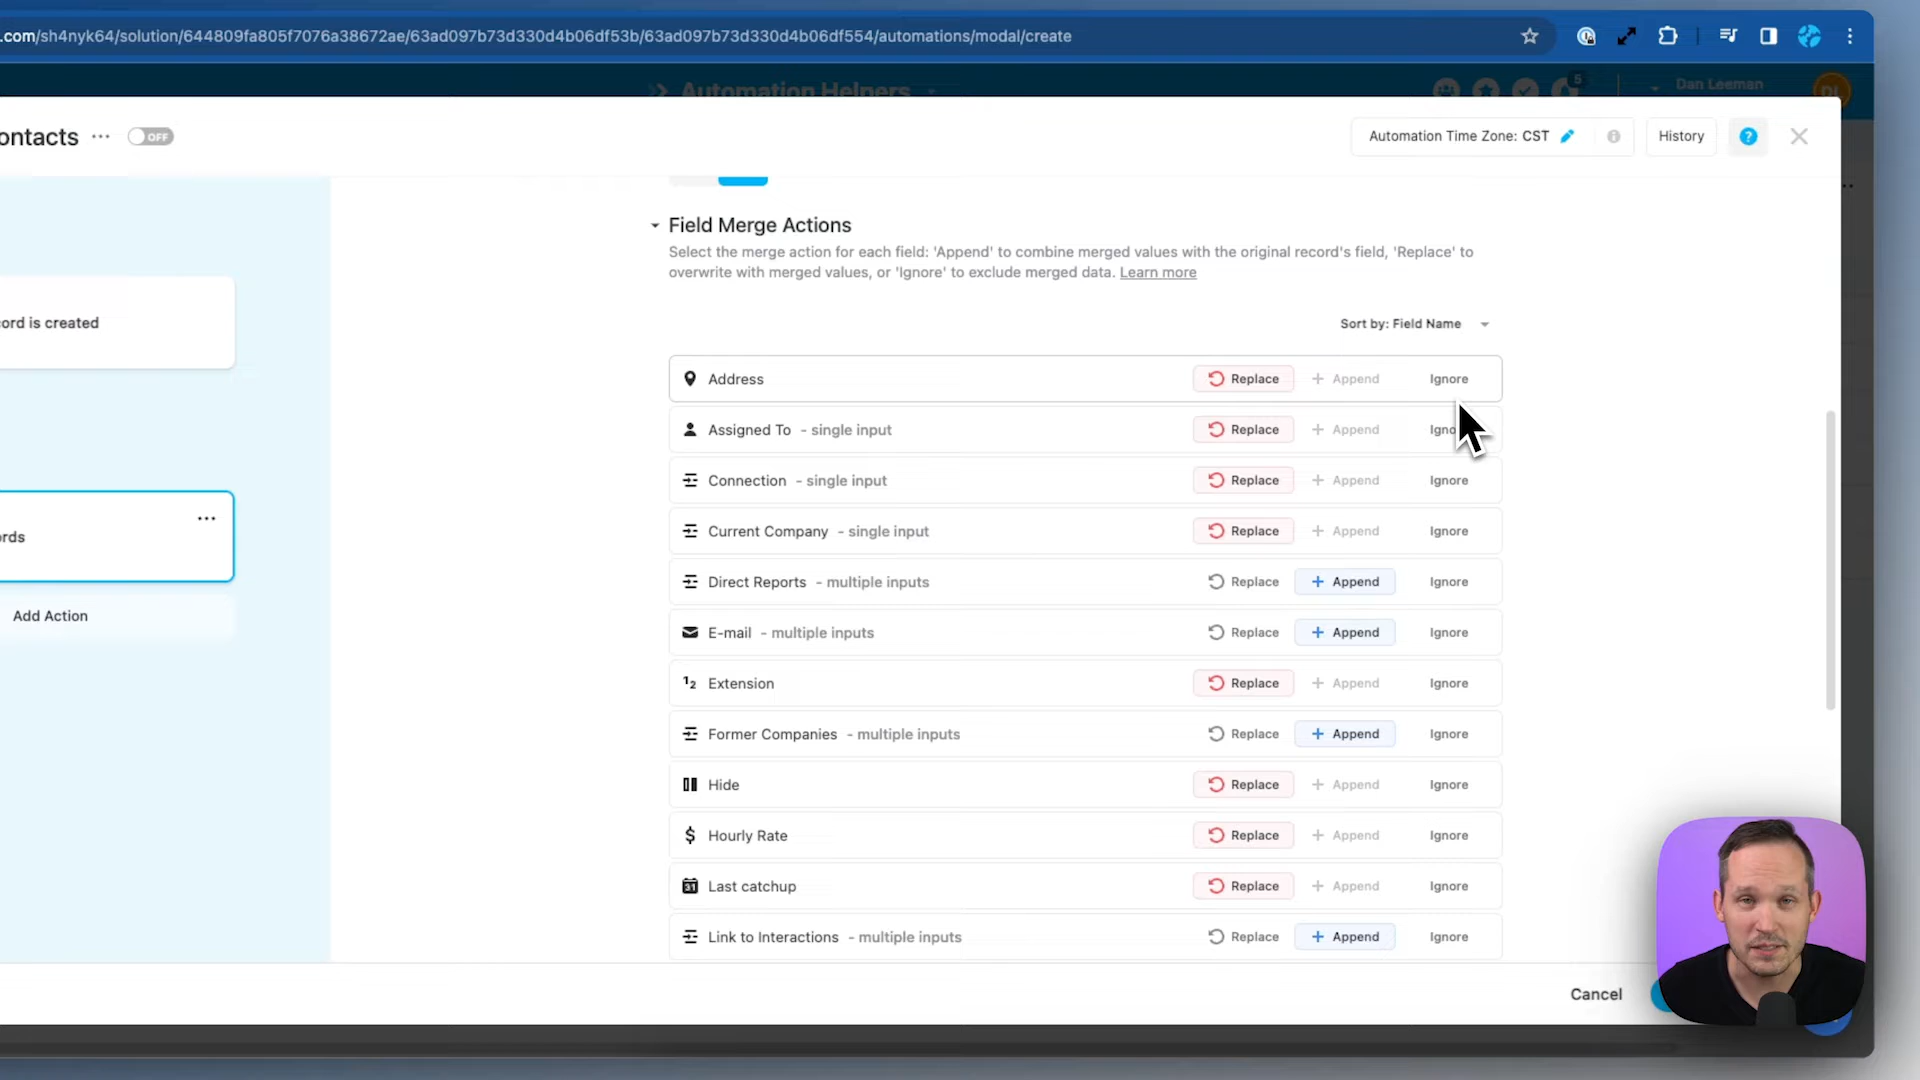 .com/sh4nyk64/solution/644809fa805f7076a38672ae/63ad097b73d330d4b06df53b/63ad097b73d330d4b06df554/automations/modal/create
Automation Helpers
5
Dan Leeman
ontacts
OFF
Automation Time Zone: CST
History
?
Field Merge Actions
Select the merge action for each field: 'Append' to combine merged values with the original record's field, 'Replace' to
overwrite with merged values, or 'Ignore' to exclude merged data. Learn more
ord is created
Sort by: Field Name
Address Replace + Append Ignore
Assigned To - single input Replace + Append
Connection - single input Replace + Append Ignore
rds
Current Company - single input Replace + Append Ignore
Direct Reports - multiple inputs Replace + Append Ignore
Add Action
E-mail - multiple inputs Replace + Append Ignore
Extension Replace + Append Ignore
Former Companies - multiple inputs Replace + Append Ignore
Hide Replace + Append Ignore
Hourly Rate Replace + Append Ignore
Last catchup Replace + Append Ignore
Link to Interactions - multiple inputs Replace + Append Ignore
Cancel